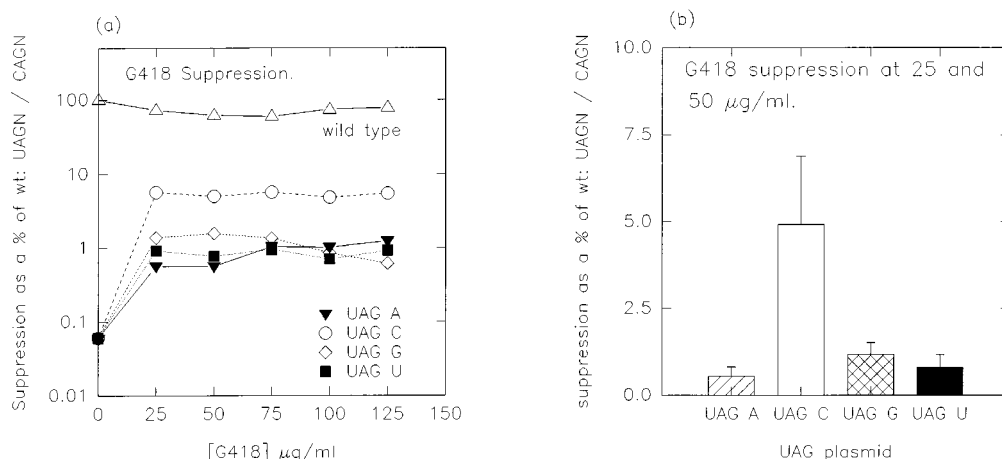 (a)
G418 Suppression.
wild type
100
10
1
0.1
0.01
Suppression as a % of wt: UAGN / CAGN
▼ UAG A
○ UAG C
◇ UAG G
■ UAG U
0 25 50 75 100 125 150
[G418] μg/ml
(b)
G418 suppression at 25 and
50 μg/ml.
10.0
7.5
5.0
2.5
0.0
suppression as a % of wt: UAGN / CAGN
UAG A UAG C UAG G UAG U
UAG plasmid